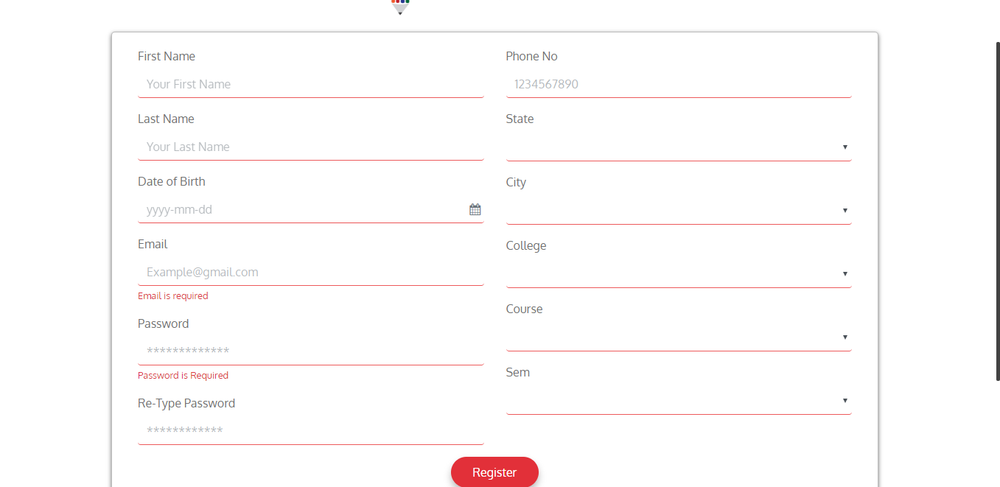 First Name
Your First Name
Last Name
Your Last Name
Date of Birth
yyyy-mm-dd
Email
Example@gmail.com
Email is required
Password
*************
Password is Required
Re-Type Password
************
Phone No
1234567890
State
City
College
Course
Sem
Register